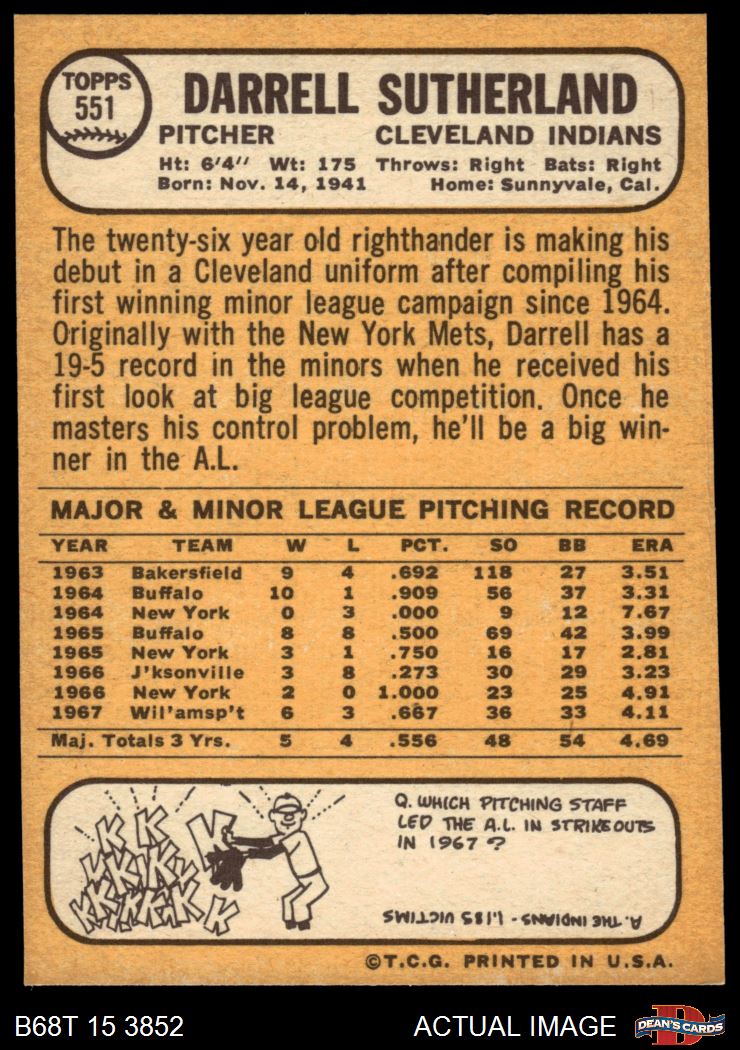 TOPPS
551
DARRELL SUTHERLAND
PITCHER CLEVELAND INDIANS
Ht: 6'4" Wt: 175 Throws: Right Bats: Right
Born: Nov. 14, 1941 Home: Sunnyvale, Cal.
The twenty-six year old righthander is making his
debut in a Cleveland uniform after compiling his
first winning minor league campaign since 1964.
Originally with the New York Mets, Darrell has a
19-5 record in the minors when he received his
first look at big league competition. Once he
masters his control problem, he'll be a big win-
ner in the A.L.
MAJOR & MINOR LEAGUE PITCHING RECORD
YEAR TEAM W L PCT. SO BB ERA
1963 Bakersfield 9 4 .692 118 27 3.51
1964 Buffalo 10 1 .909 56 37 3.31
1964 New York 0 3 .000 9 12 7.67
1965 Buffalo 8 8 .500 69 42 3.99
1965 New York 3 1 .750 16 17 2.81
1966 J'ksonville 3 8 .273 30 29 3.23
1966 New York 2 0 1.000 23 25 4.91
1967 Wil'amsp't 6 3 .667 36 33 4.11
Maj. Totals 3 Yrs. 5 4 .556 48 54 4.69
K K K K K K K K K K K K K K
Q. WHICH PITCHING STAFF
LED THE A.L. IN STRIKEOUTS
IN 1967?
A. THE INDIANS - 1,185 VICTIMS
©T.C.G. PRINTED IN U.S.A.
B68T 15 3852 ACTUAL IMAGE
D
DEAN'S CARDS